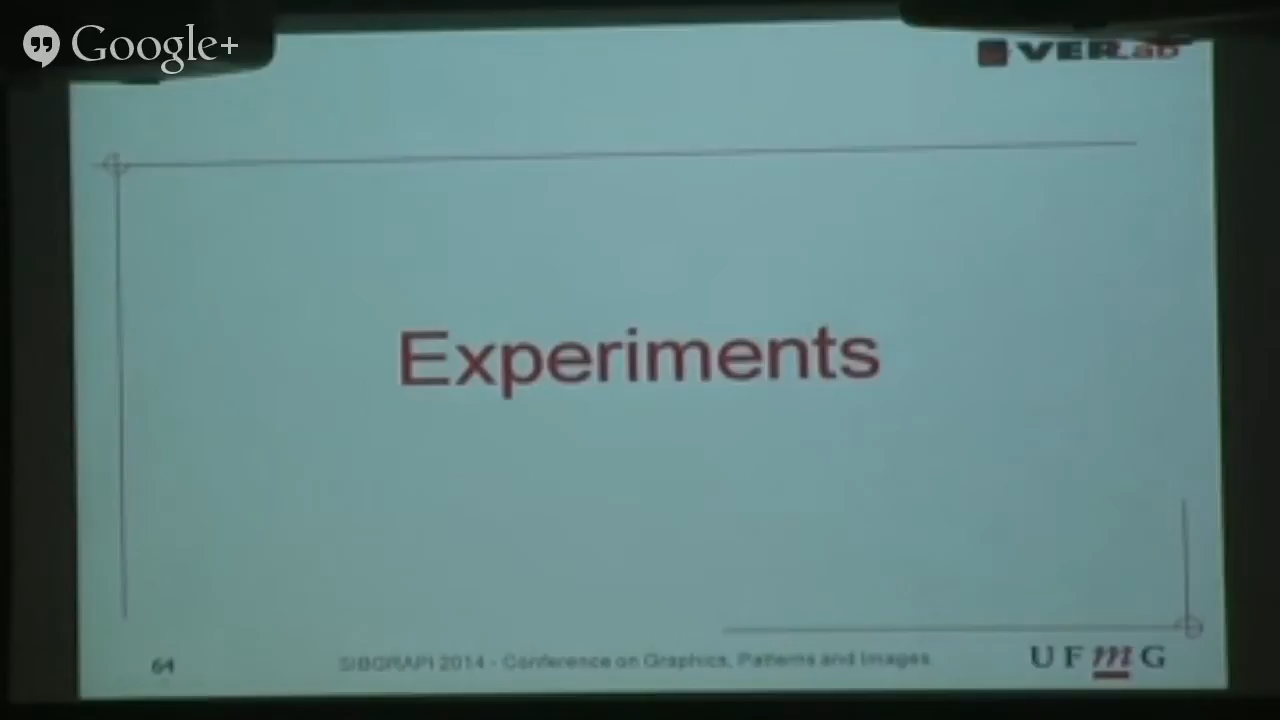 Google+
VERLab
Experiments
64
SIBGRAPI 2014 - Conference on Graphics, Patterns and Images
UFMG